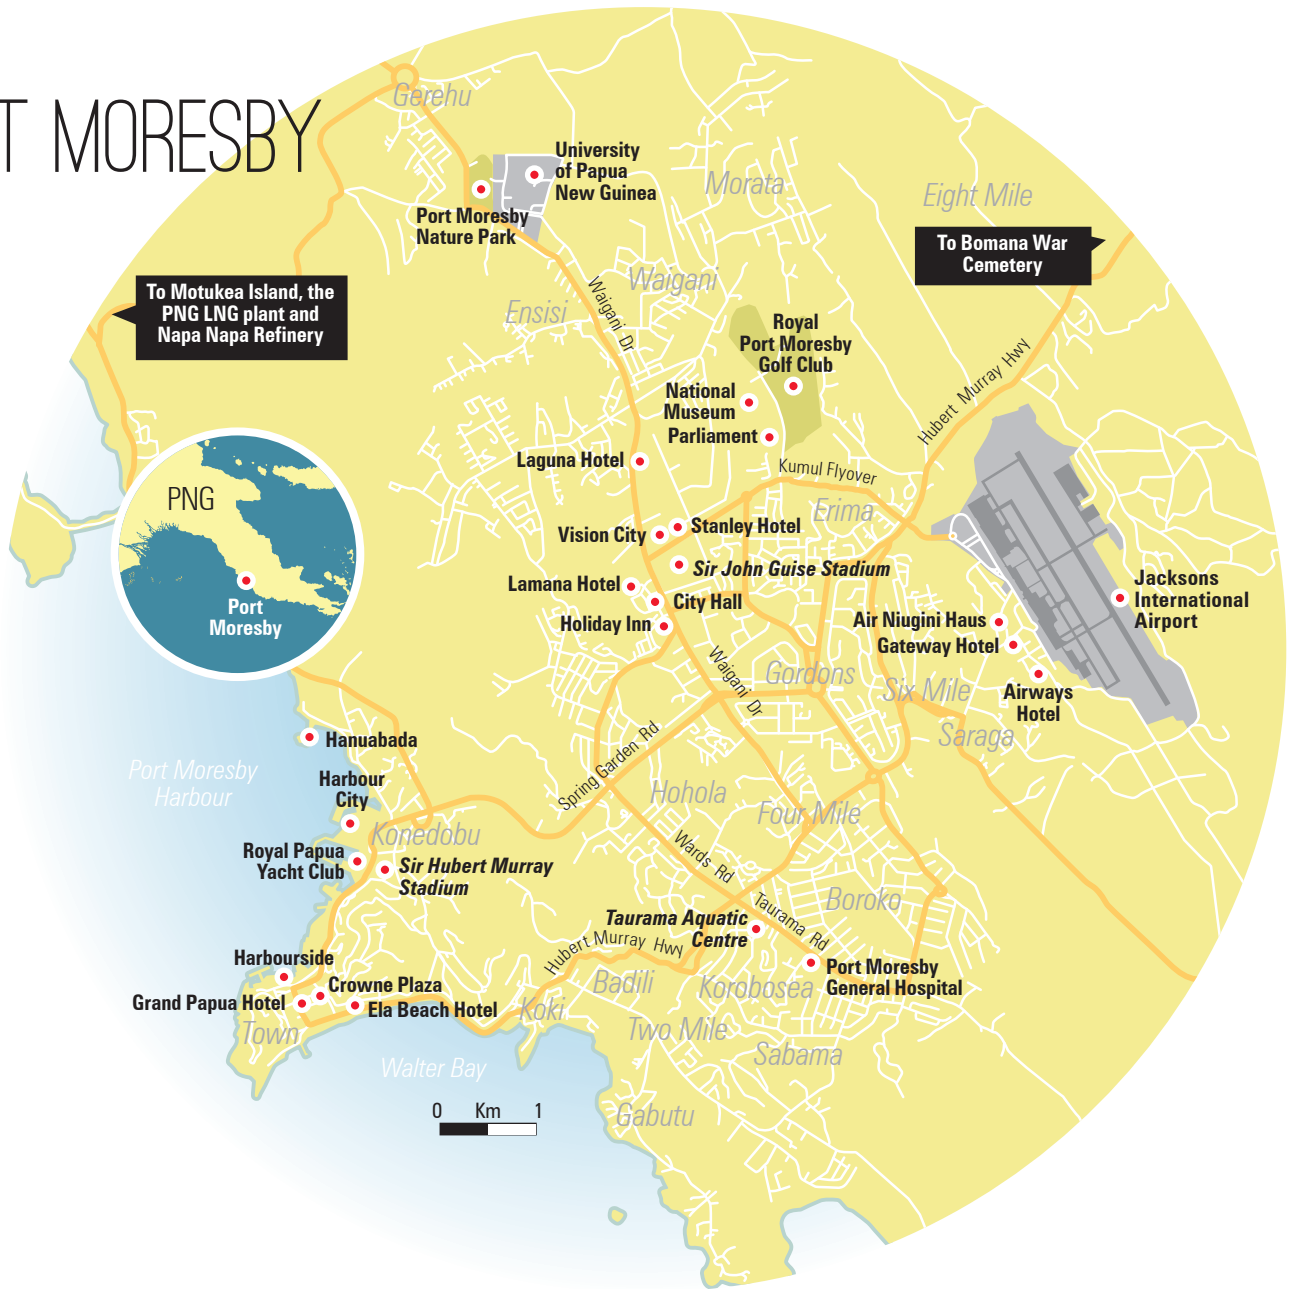 T MORESBY
Gerehu
University
of Papua
New Guinea
Morata
Eight Mile
Port Moresby
Nature Park
To Bomana War
Cemetery
Waigani
To Motukea Island, the
PNG LNG plant and
Napa Napa Refinery
Ensisi
Waigani Dr
Royal
Port Moresby
Golf Club
Hubert Murray Hwy
National
Museum
Parliament
Laguna Hotel
Kumul Flyover
PNG
Port
Moresby
Erima
Vision City
Stanley Hotel
Sir John Guise Stadium
Lamana Hotel
City Hall
Holiday Inn
Jacksons
International
Airport
Air Niugini Haus
Gateway Hotel
Airways
Hotel
Waigani Dr
Gordons
Six Mile
Saraga
Hanuabada
Spring Garden Rd
Port Moresby
Harbour
Harbour
City
Hohola
Four Mile
Konedobu
Royal Papua
Yacht Club
Sir Hubert Murray
Stadium
Wards Rd
Boroko
Taurama Aquatic
Centre
Taurama Rd
Hubert Murray Hwy
Harbourside
Crowne Plaza
Grand Papua Hotel
Ela Beach Hotel
Badili
Korobosea
Port Moresby
General Hospital
Town
Koki
Two Mile
Sabama
Walter Bay
0 Km 1
Gabutu